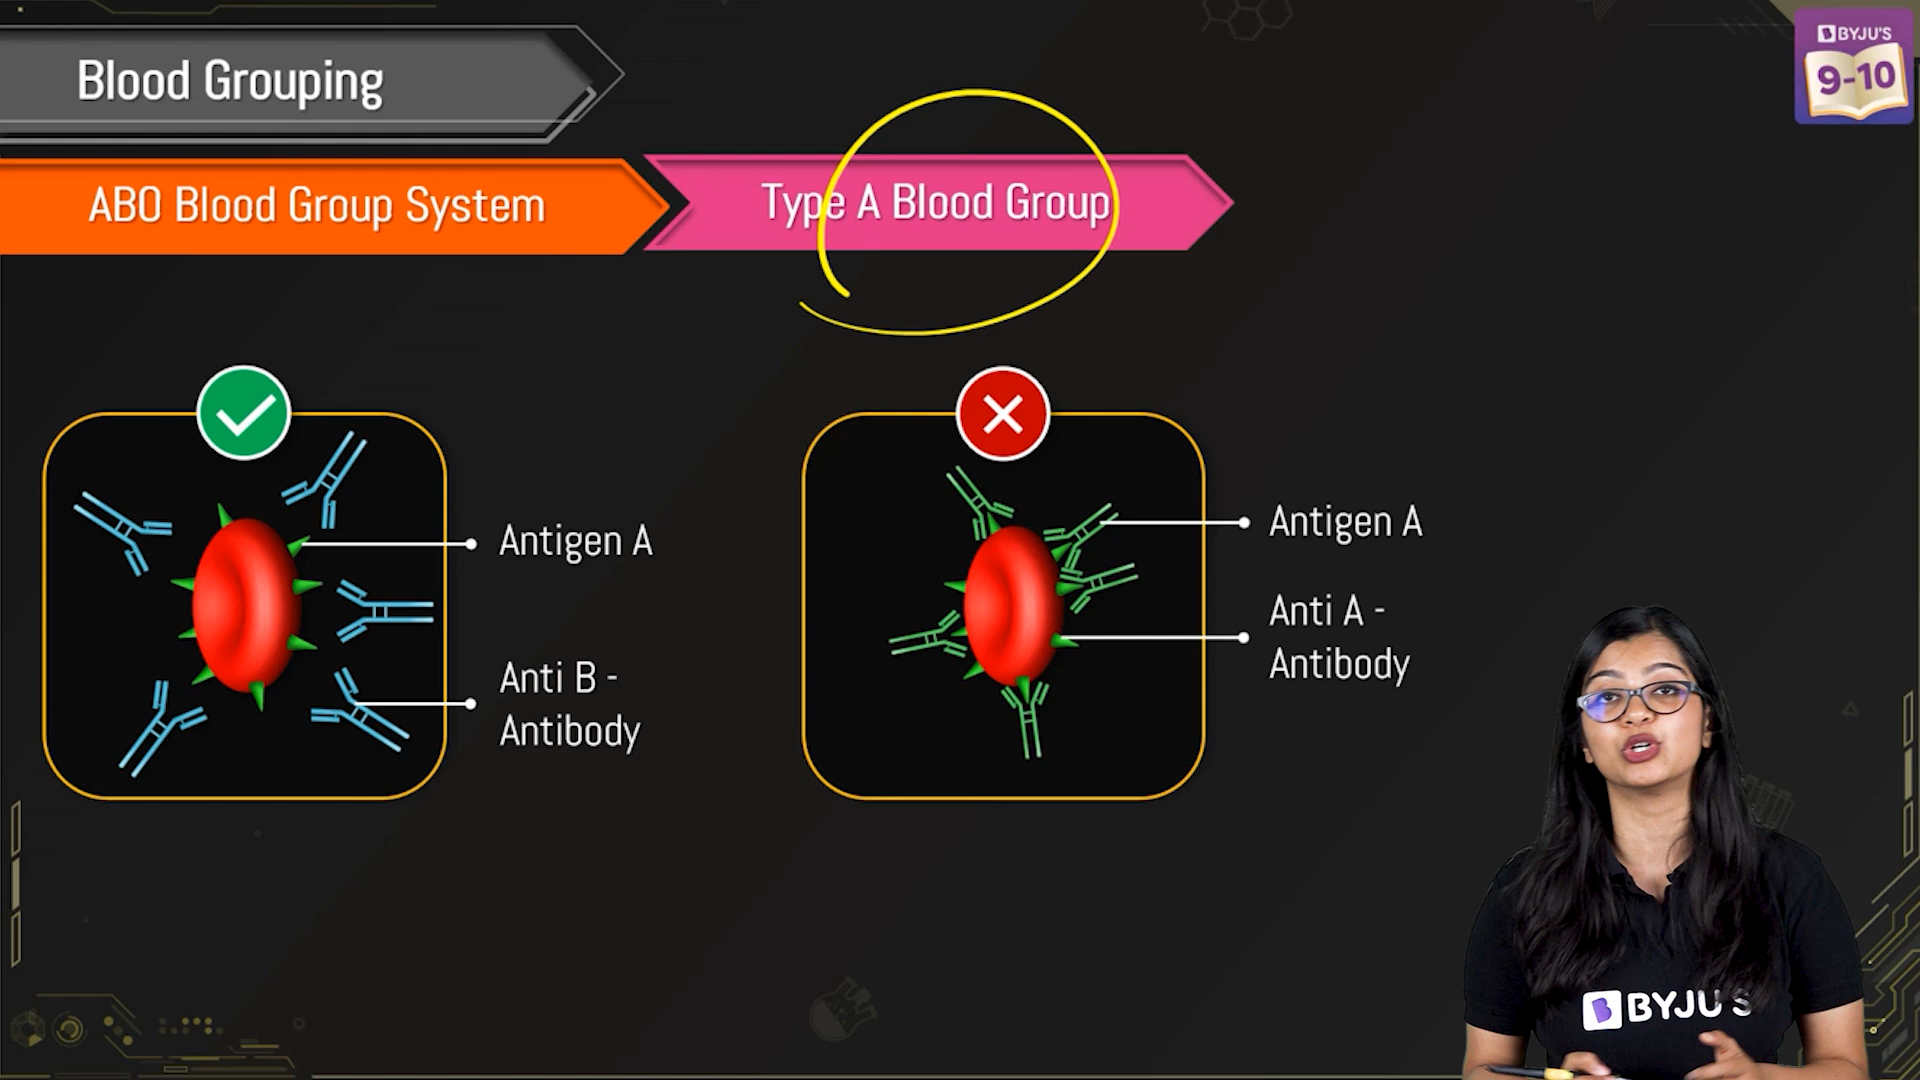 Blood Grouping
BYJU'S
9-10
ABO Blood Group System
Type A Blood Group
Antigen A
Anti B -
Antibody
Antigen A
Anti A -
Antibody
BYJU'S